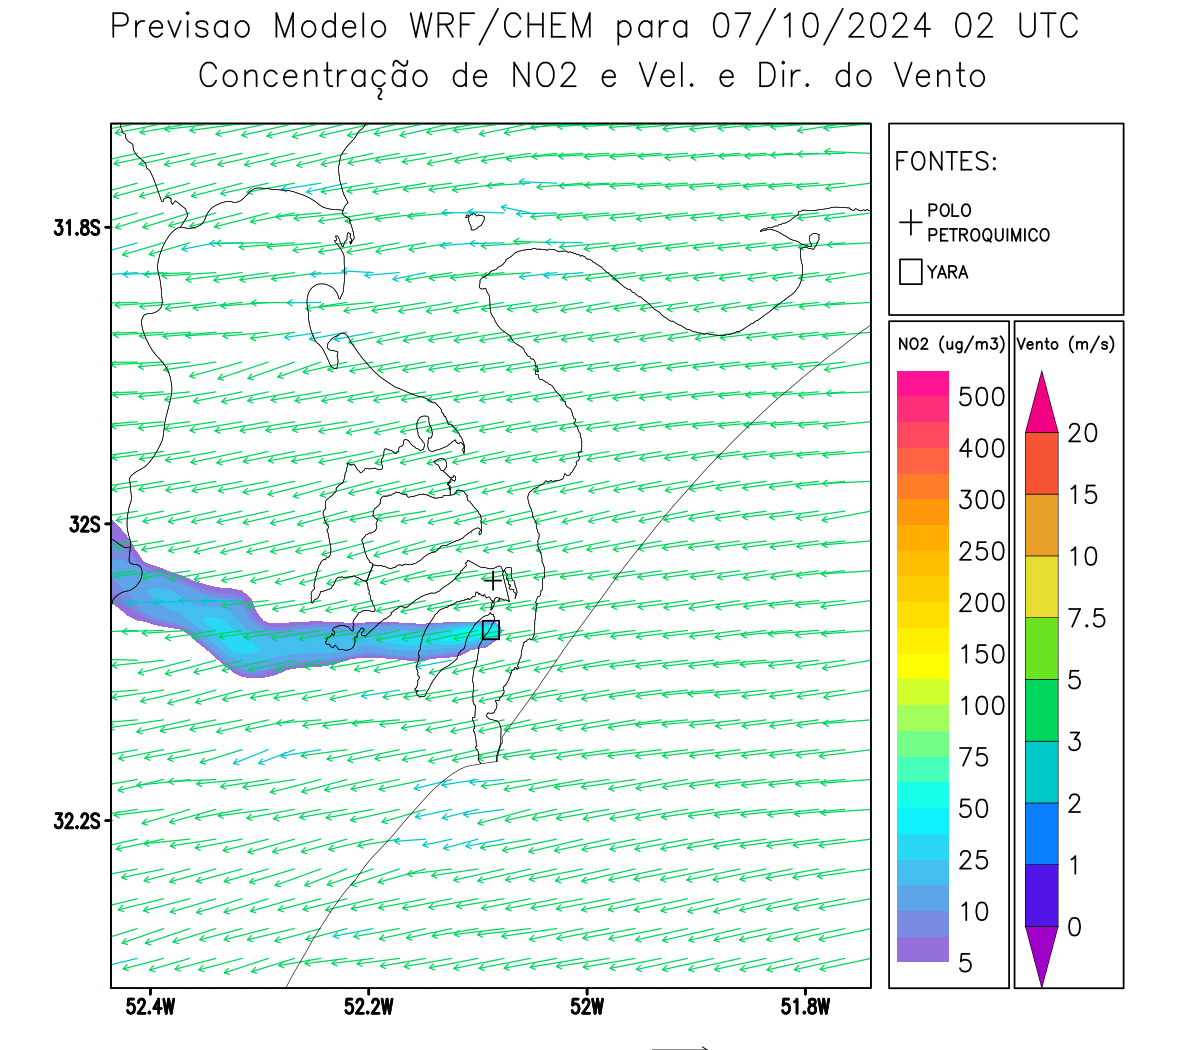 Previsao Modelo WRF/CHEM para 07/10/2024 02 UTC
Concentração de NO2 e Vel. e Dir. do Vento
FONTES:
POLO
PETROQUIMICO
YARA
31.8S
32S
32.2S
52.4W
52.2W
52W
51.8W
NO2 (ug/m3)
500
400
300
250
200
150
100
75
50
25
10
5
Vento (m/s)
20
15
10
7.5
5
3
2
1
0